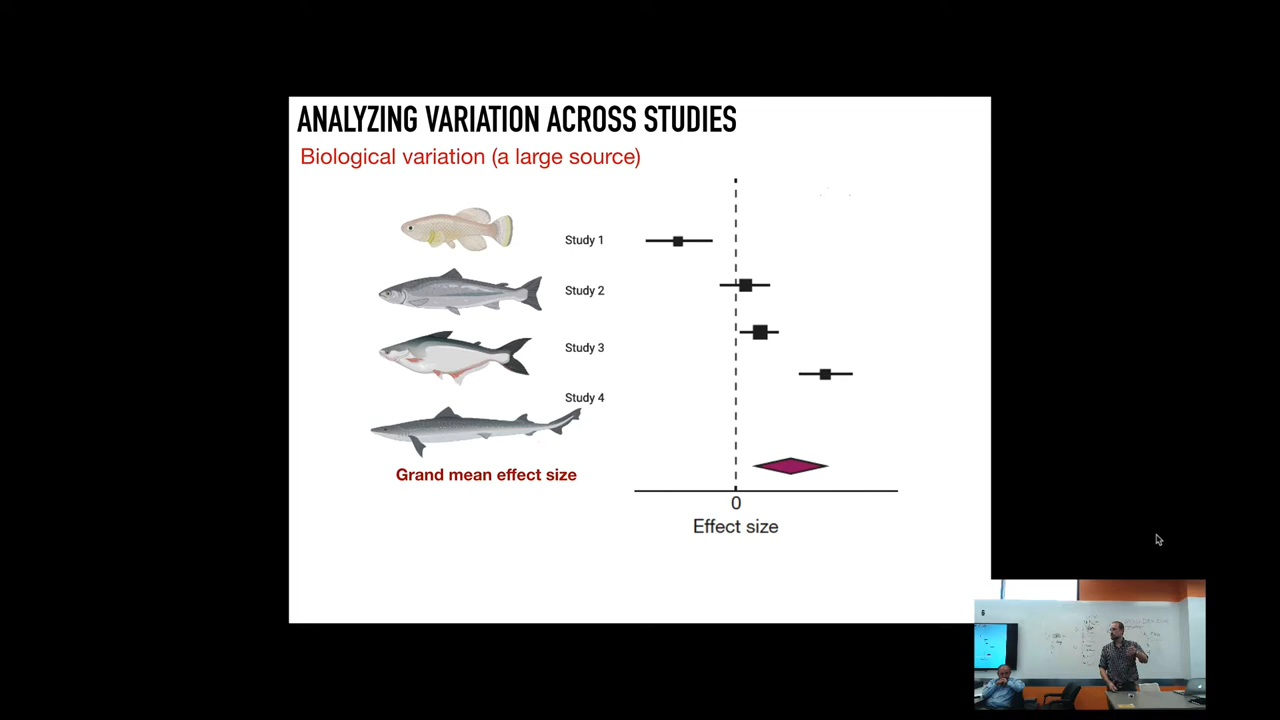 ANALYZING VARIATION ACROSS STUDIES
Biological variation (a large source)
Study 1
Study 2
Study 3
Study 4
Grand mean effect size
0
Effect size